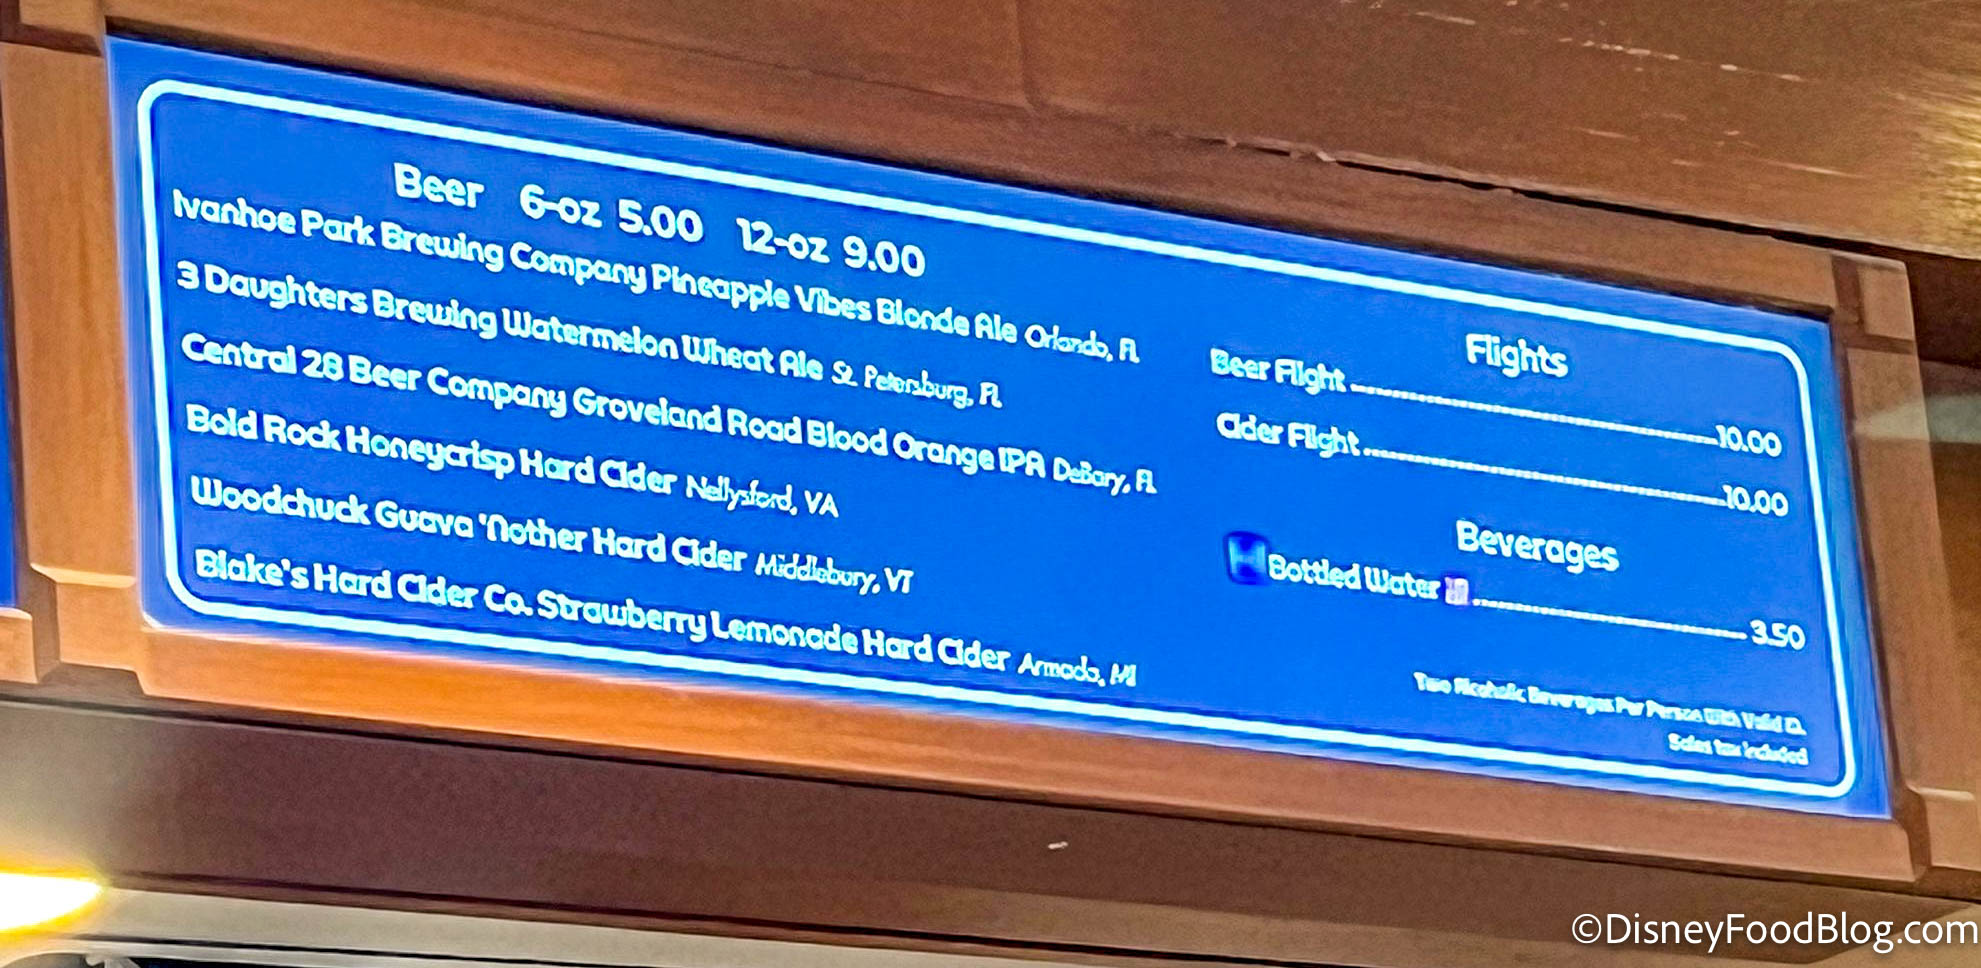 Beer 6-oz 5.00 12-oz 9.00
Ivanhoe Park Brewing Company Pineapple Vibes Blonde Ale Orlando, FL
3 Daughters Brewing Watermelon Wheat Ale St. Petersburg, FL
Central 28 Beer Company Groveland Road Blood Orange IPA DeBary, FL
Bold Rock Honeycrisp Hard Cider Nellysford, VA
Woodchuck Guava 'Nother Hard Cider Middlebury, VT
Blake's Hard Cider Co. Strawberry Lemonade Hard Cider Armada, MI
Flights
Beer Flight 10.00
Cider Flight 10.00
Beverages
Bottled Water 3.50
Two Alcoholic Beverages Per Person with Valid ID.
Sales tax included
©DisneyFoodBlog.com